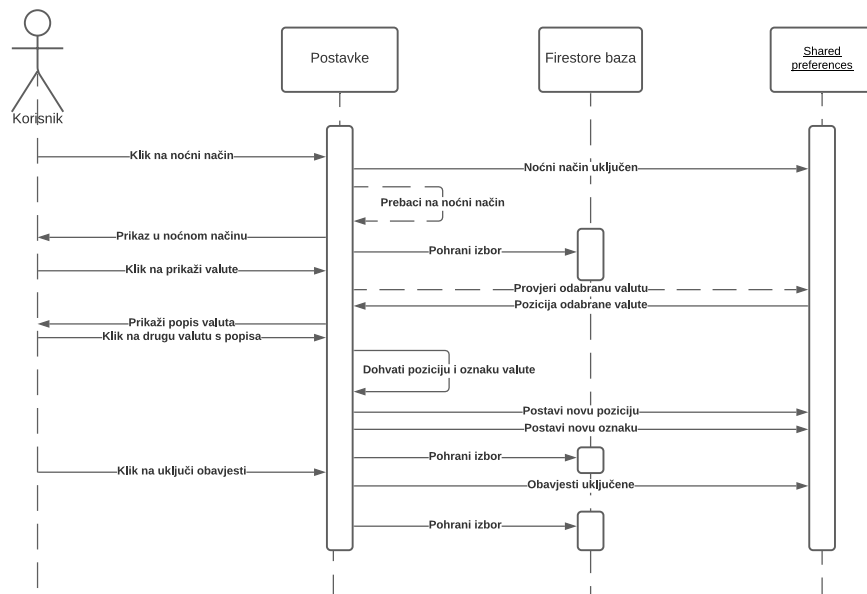 Postavke
Firestore baza
Shared
preferences
Korisnik
Klik na noćni način
Noćni način uključen
Prebaci na noćni način
Prikaz u noćnom načinu
Pohrani izbor
Klik na prikaži valute
Provjeri odabranu valutu
Pozicija odabrane valute
Prikaži popis valuta
Klik na drugu valutu s popisa
Dohvati poziciju i oznaku valute
Postavi novu poziciju
Postavi novu oznaku
Pohrani izbor
Klik na uključi obavjesti
Obavjesti uključene
Pohrani izbor